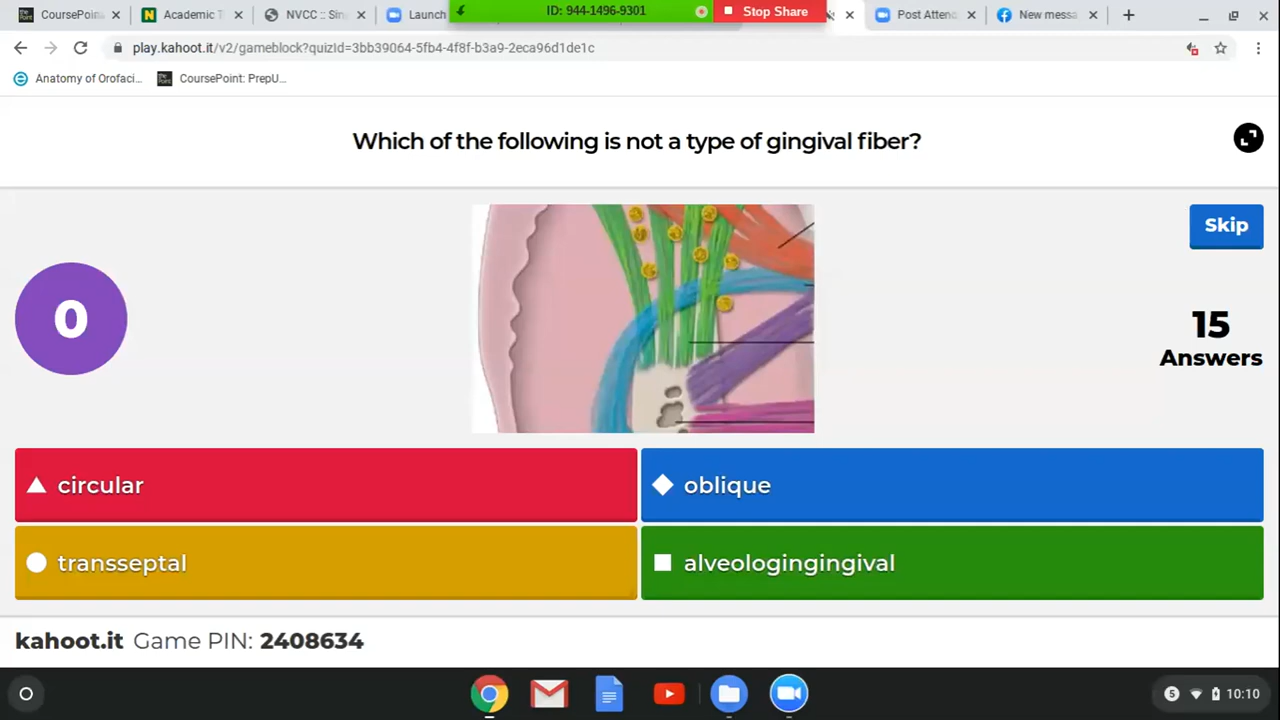 CoursePoin
Academic T
NVCC :: Sin
Launch
ID: 944-1496-9301
Stop Share
Post Attend
New messa
play.kahoot.it/v2/gameblock?quizId=3bb39064-5fb4-4f8f-b3a9-2eca96d1de1c
Anatomy of Orofaci...
CoursePoint: PrepU...
Which of the following is not a type of gingival fiber?
Skip
0
15
Answers
circular
oblique
transseptal
alveologingingival
kahoot.it Game PIN: 2408634
5
10:10